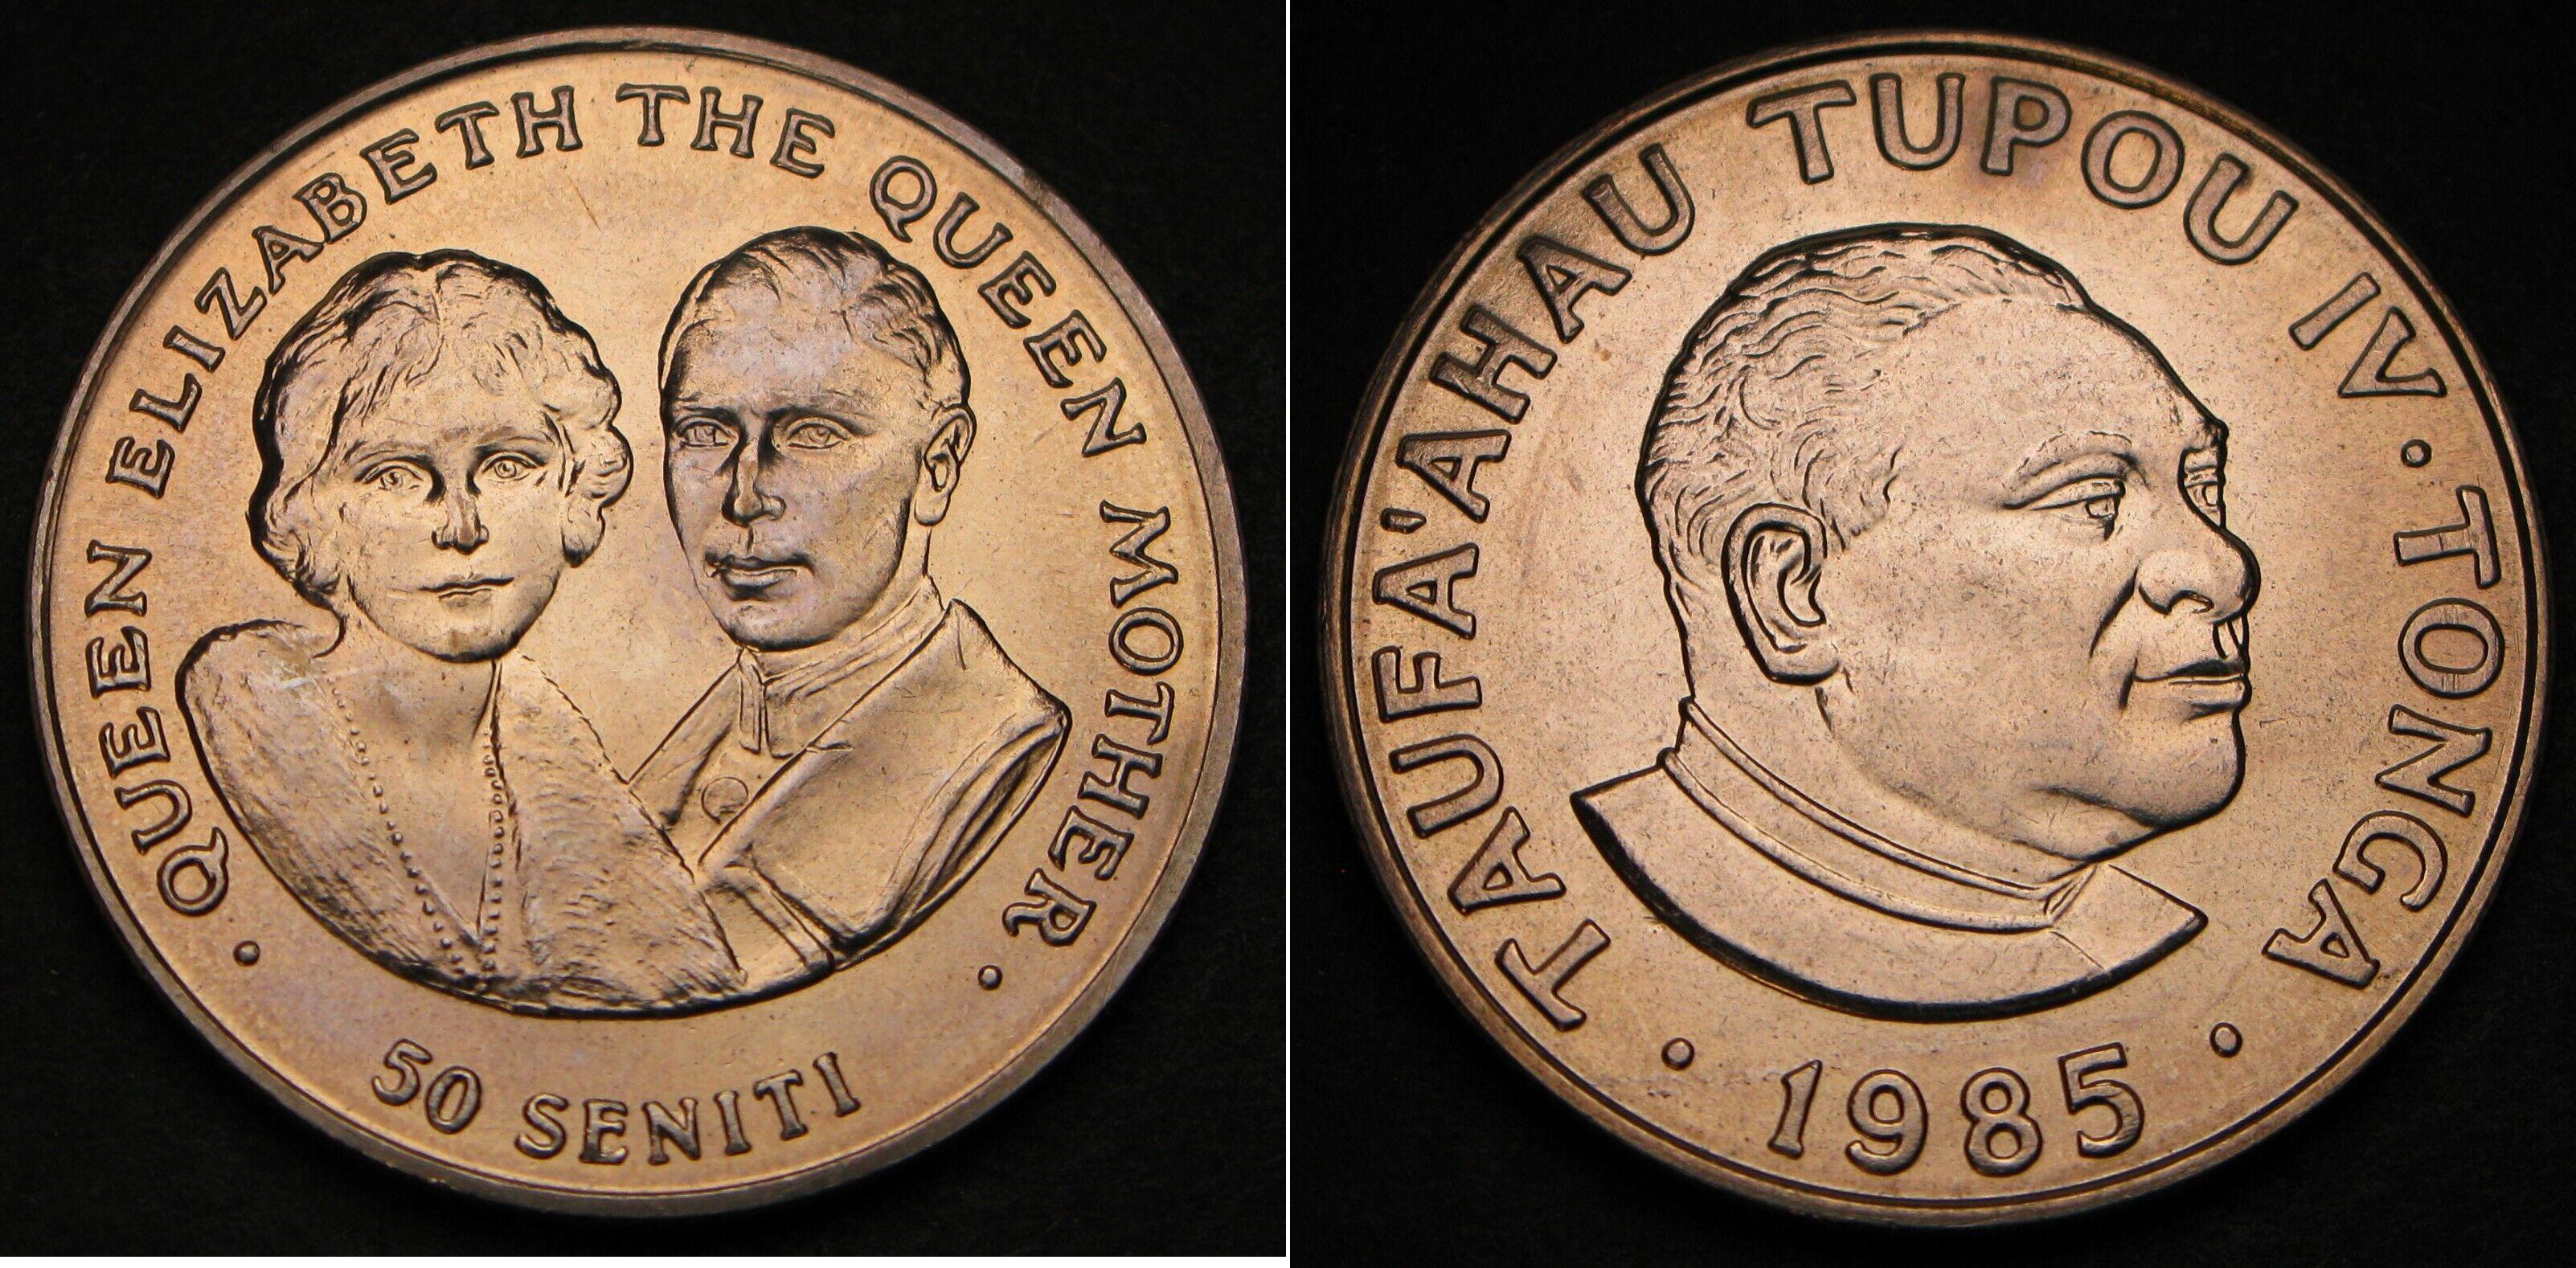 QUEEN ELIZABETH THE QUEEN MOTHER
50 SENITI
TAUFA'AHAU TUPOU IV · TONGA
· 1985 ·